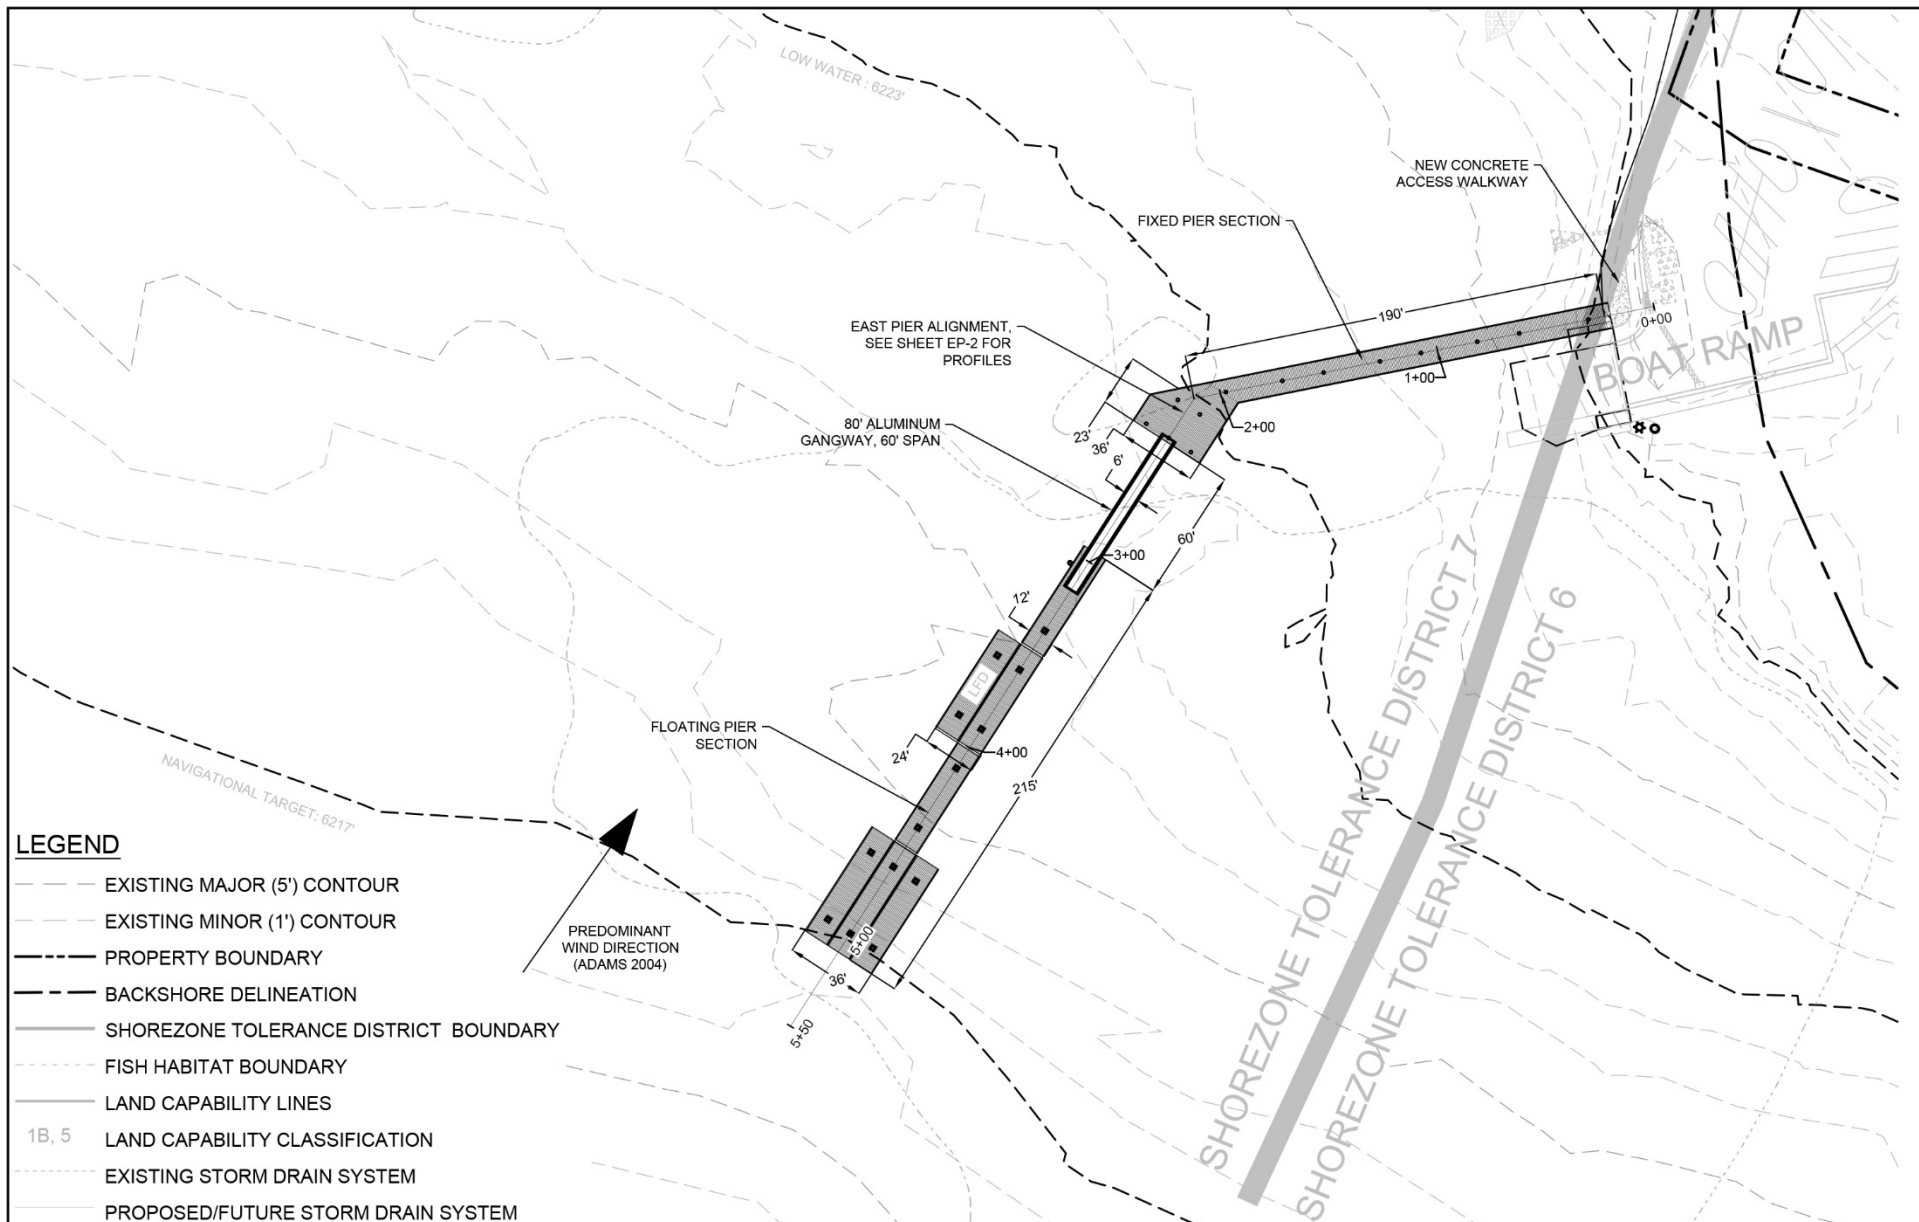 LOW WATER : 6223'
NEW CONCRETE
ACCESS WALKWAY
FIXED PIER SECTION
190'
0+00
BOAT RAMP
EAST PIER ALIGNMENT,
SEE SHEET EP-2 FOR
PROFILES
1+00
2+00
23'
36'
6'
80' ALUMINUM
GANGWAY, 60' SPAN
60'
3+00
12'
LFD
FLOATING PIER
SECTION
24'
4+00
215'
NAVIGATIONAL TARGET: 6217'
PREDOMINANT
WIND DIRECTION
(ADAMS 2004)
5+00
36'
5+50
SHOREZONE TOLERANCE DISTRICT 7
SHOREZONE TOLERANCE DISTRICT 6
LEGEND
EXISTING MAJOR (5') CONTOUR
EXISTING MINOR (1') CONTOUR
PROPERTY BOUNDARY
BACKSHORE DELINEATION
SHOREZONE TOLERANCE DISTRICT BOUNDARY
FISH HABITAT BOUNDARY
LAND CAPABILITY LINES
1B, 5 LAND CAPABILITY CLASSIFICATION
EXISTING STORM DRAIN SYSTEM
PROPOSED/FUTURE STORM DRAIN SYSTEM